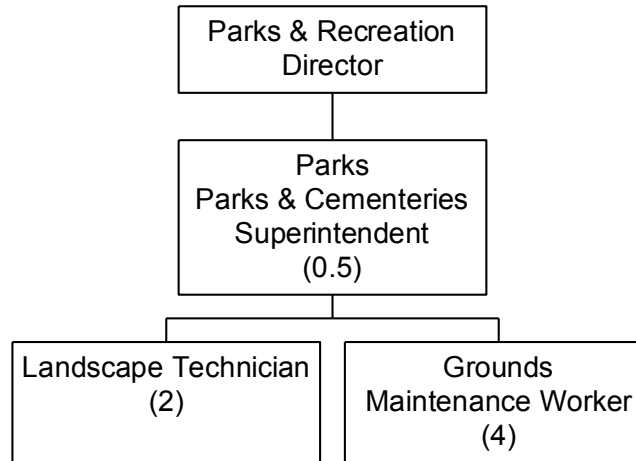 Parks & Recreation
Director
Parks
Parks & Cementeries
Superintendent
(0.5)
Landscape Technician
(2)
Grounds
Maintenance Worker
(4)